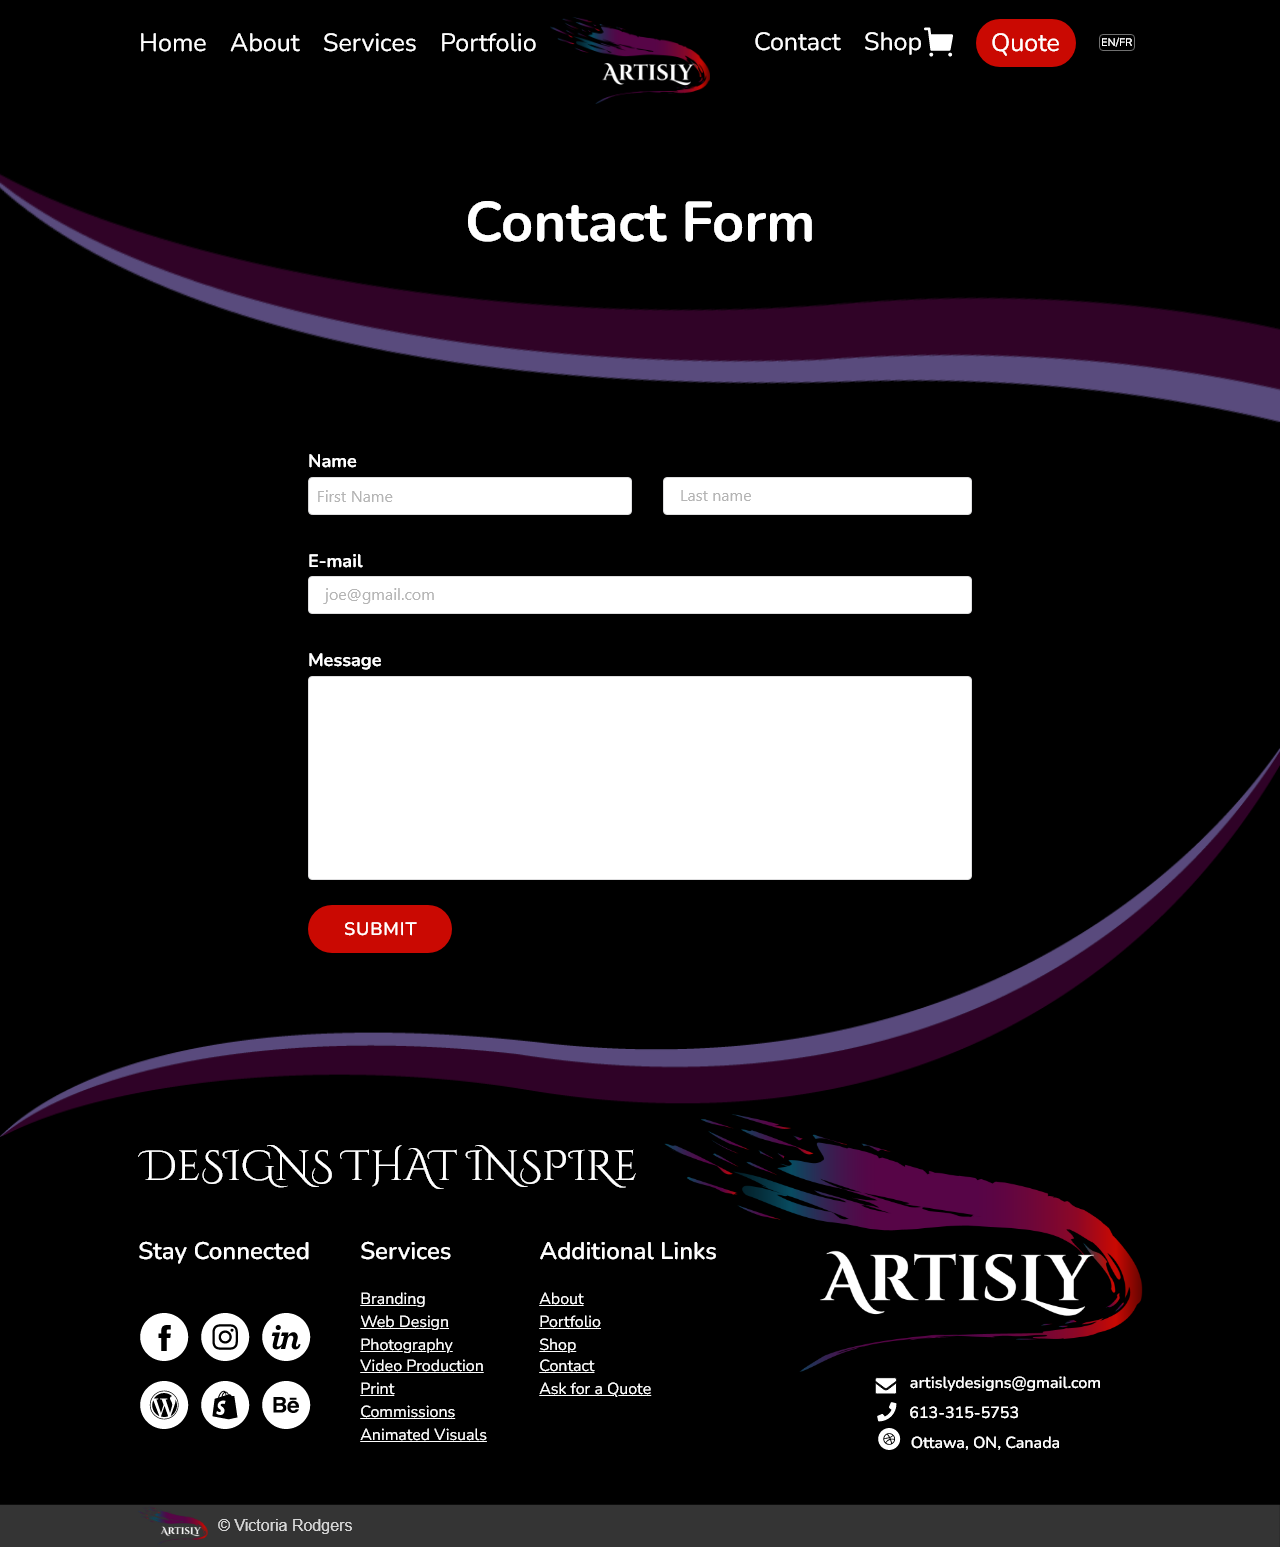 Home About Services Portfolio ARTISLY Contact Shop Quote EN/FR
Contact Form
Name
First Name Last name
E-mail
joe@gmail.com
Message
SUBMIT
DESIGNS THAT INSPIRE
ARTISLY
Stay Connected
f
in
Bē
Services
Branding
Web Design
Photography
Video Production
Print
Commissions
Animated Visuals
Additional Links
About
Portfolio
Shop
Contact
Ask for a Quote
artislydesigns@gmail.com
613-315-5753
Ottawa, ON, Canada
ARTISLY © Victoria Rodgers